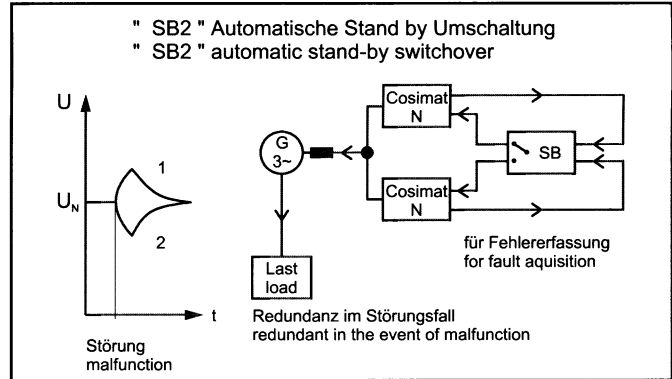 " SB2 " Automatische Stand by Umschaltung
" SB2 " automatic stand-by switchover
U
U_N
1
2
t
Störung
malfunction
G
3~
Last
load
Cosimat
N
Cosimat
N
SB
für Fehlererfassung
for fault aquisition
Redundanz im Störungsfall
redundant in the event of malfunction